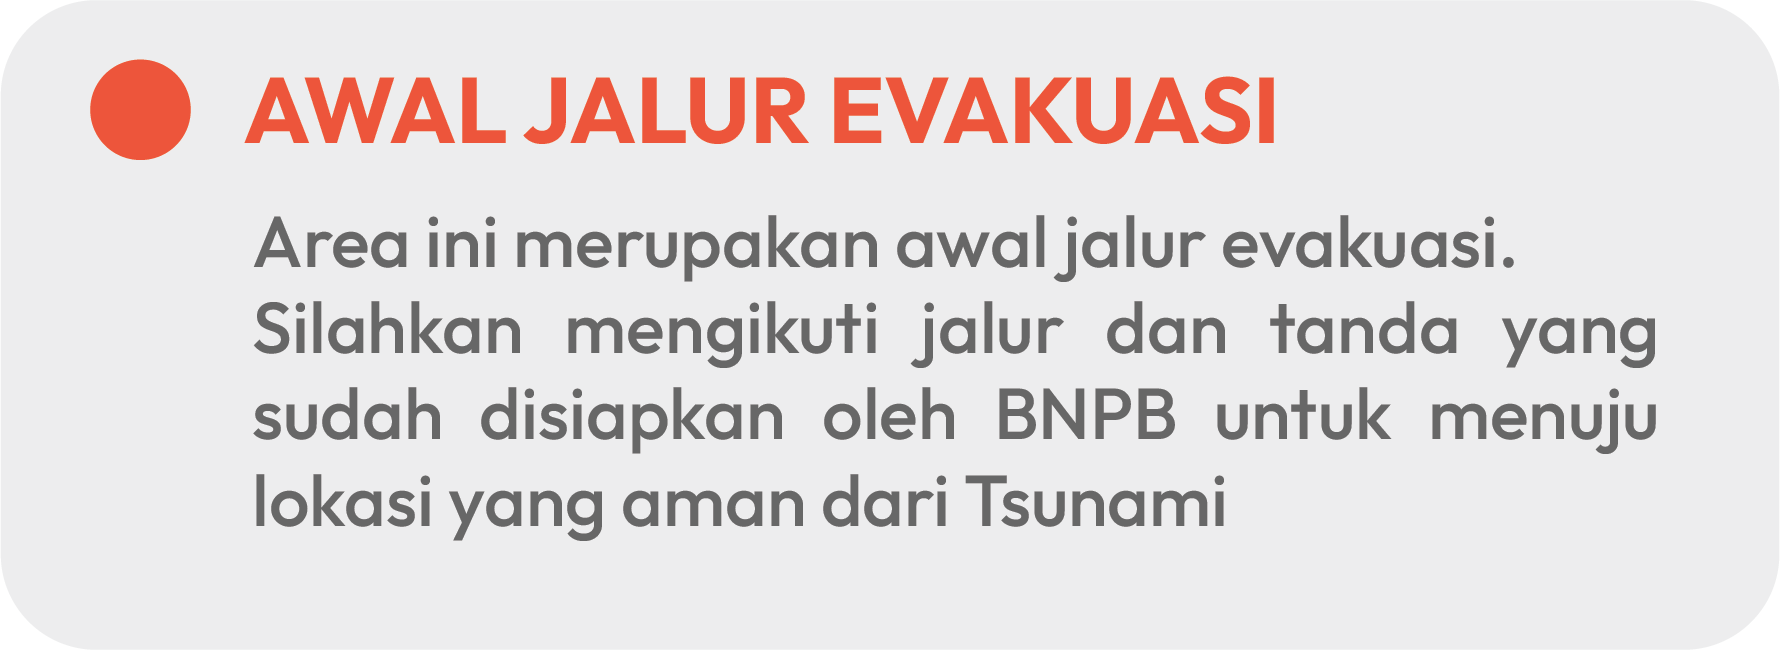 AWAL JALUR EVAKUASI
Area ini merupakan awal jalur evakuasi.
Silahkan mengikuti jalur dan tanda yang
sudah disiapkan oleh BNPB untuk menuju
lokasi yang aman dari Tsunami